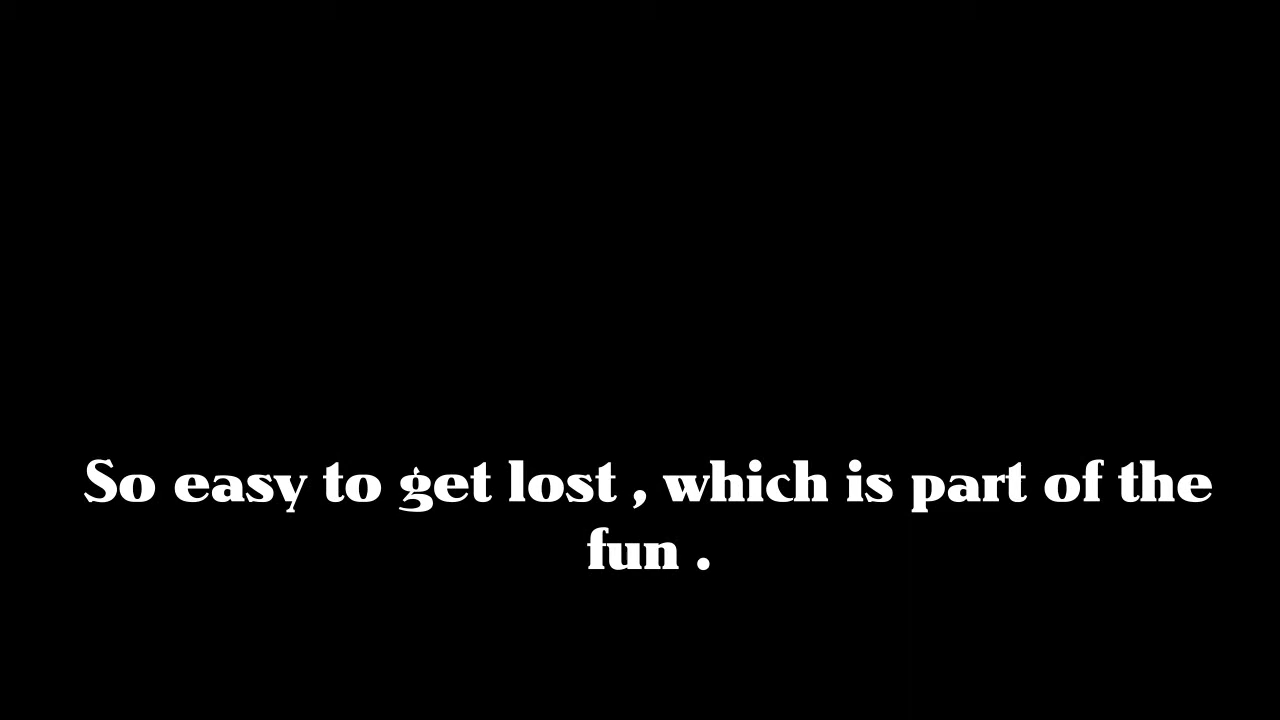 So easy to get lost , which is part of the
fun .